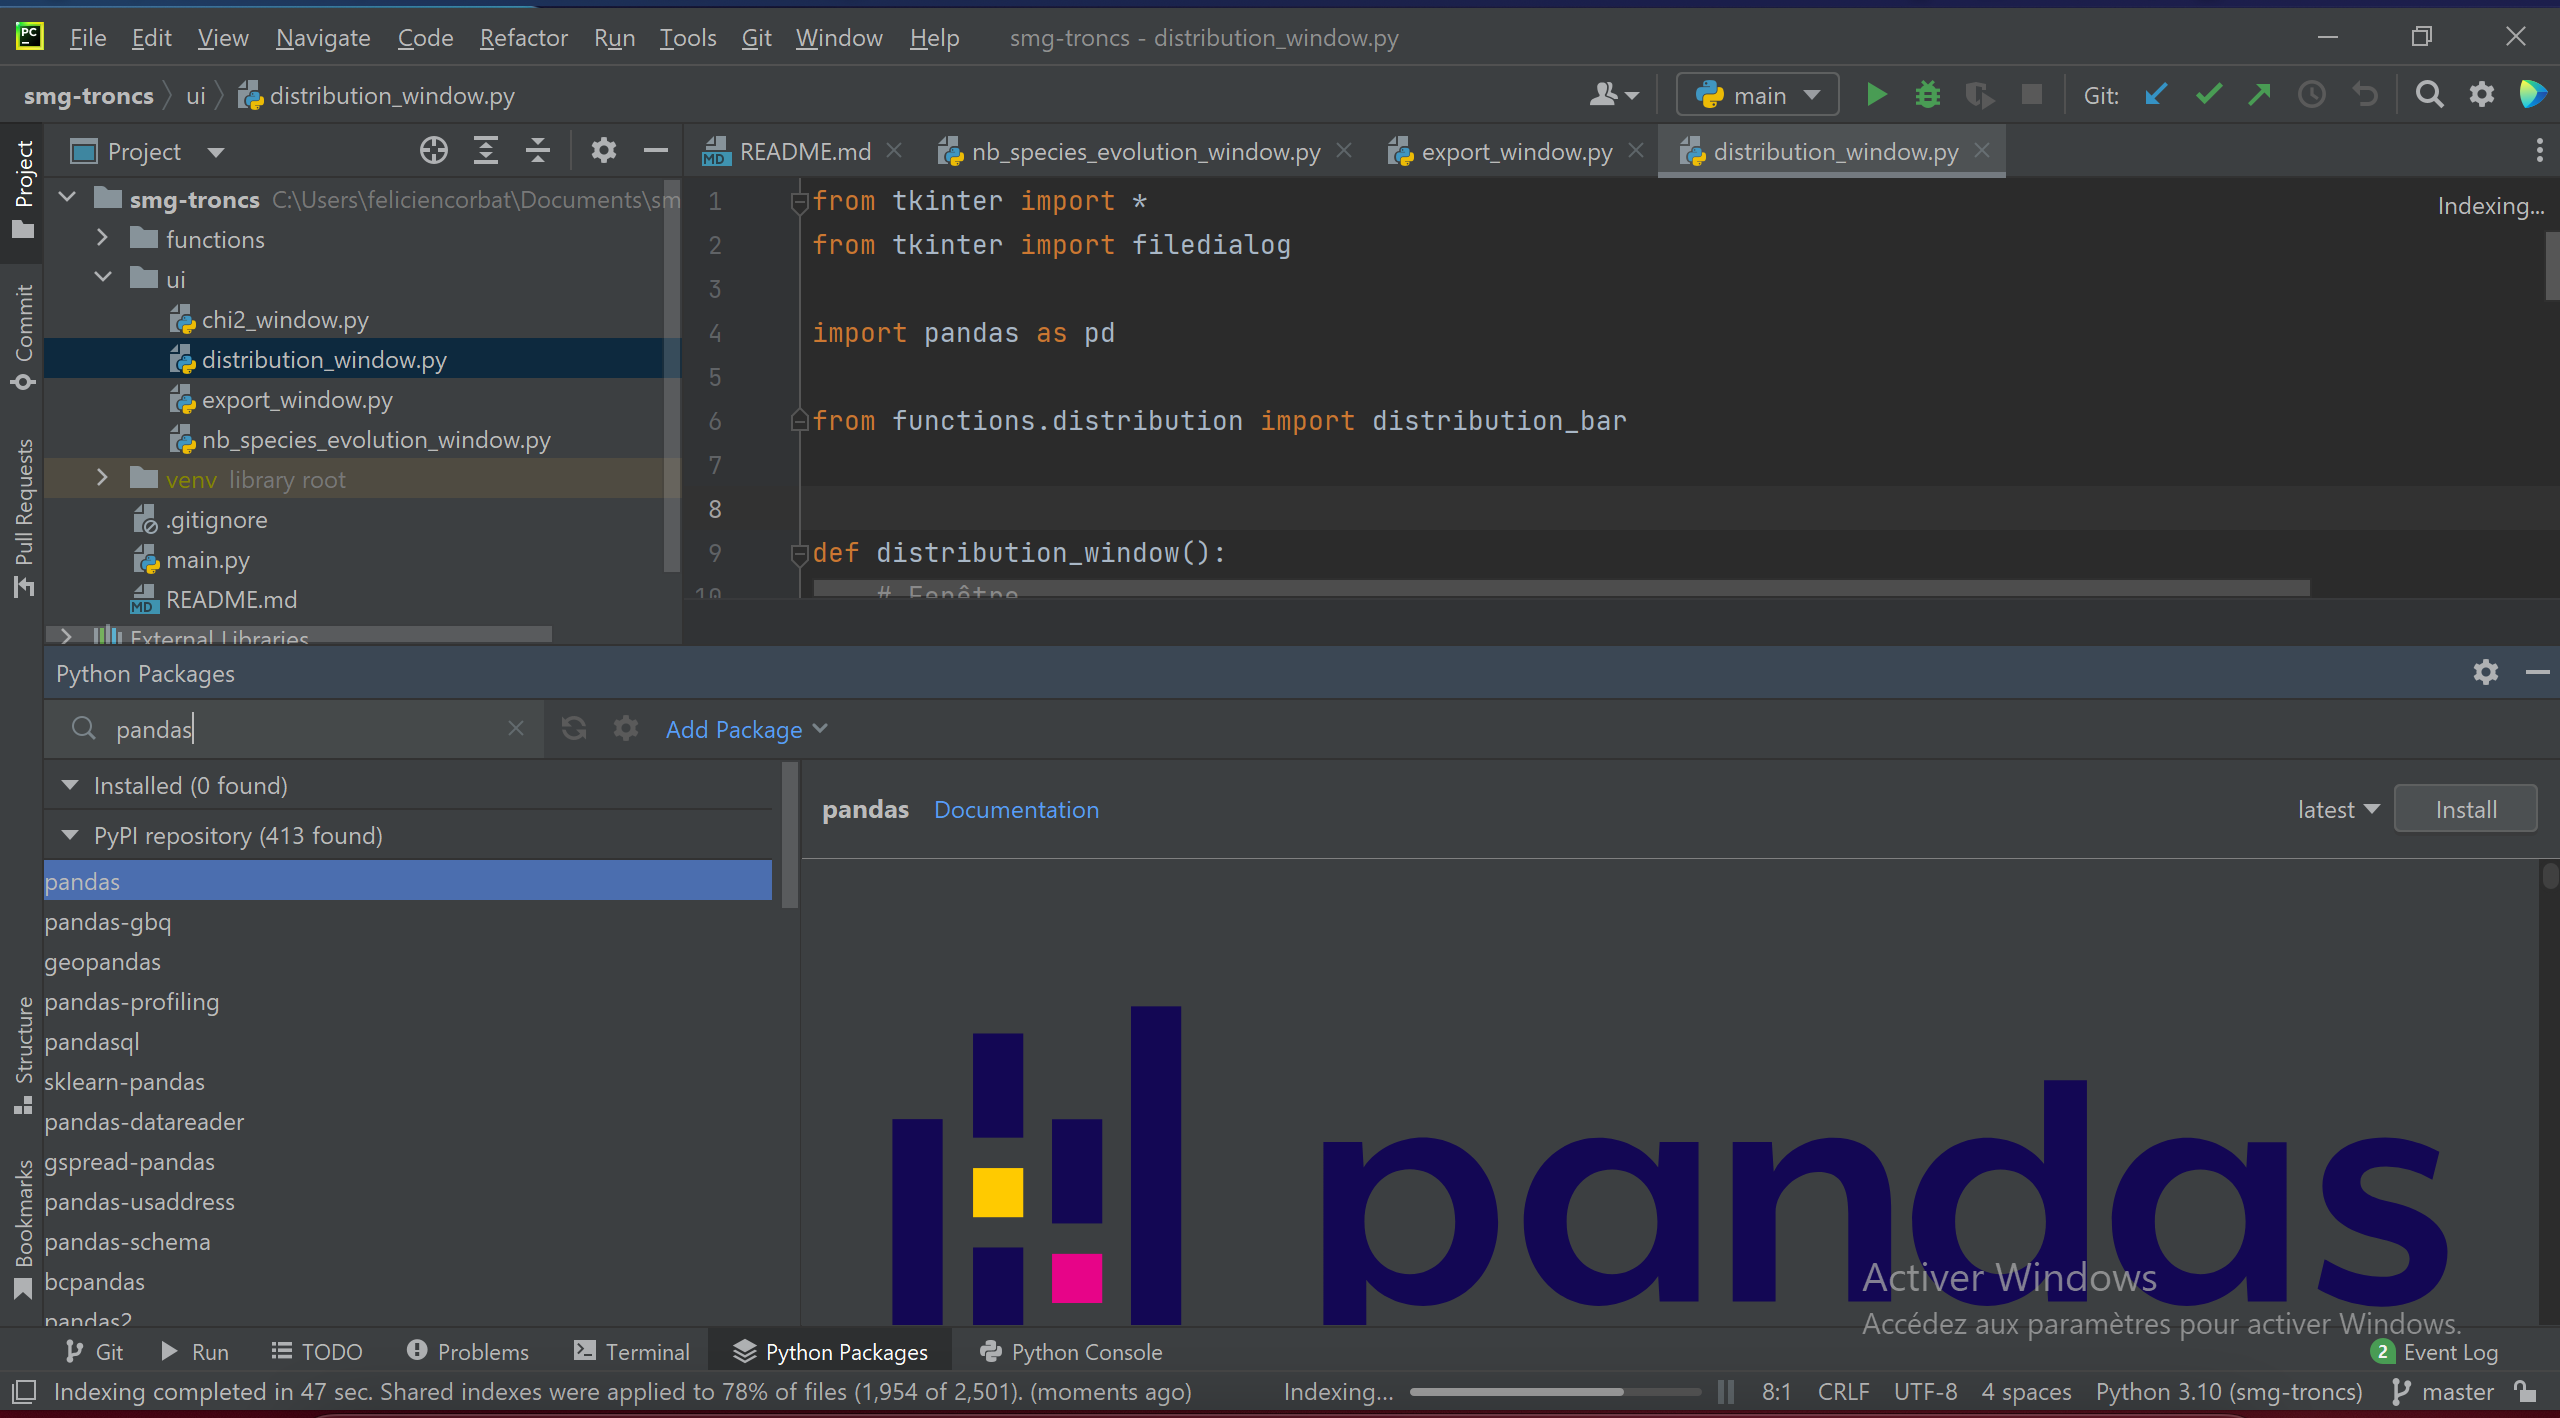 PC File Edit View Navigate Code Refactor Run Tools Git Window Help smg-troncs - distribution_window.py
smg-troncs ui distribution_window.py main Git:
Project README.md nb_species_evolution_window.py export_window.py distribution_window.py
Project
Commit
Pull Requests
Structure
Bookmarks
smg-troncs C:\Users\feliciencorbat\Documents\sm
functions
ui
chi2_window.py
distribution_window.py
export_window.py
nb_species_evolution_window.py
venv library root
.gitignore
main.py
MD README.md
External Libraries
1 from tkinter import *
Indexing...
2 from tkinter import filedialog
3
4 import pandas as pd
5
6 from functions.distribution import distribution_bar
7
8
9 def distribution_window():
10 # Fenêtre
Python Packages
pandas Add Package
Installed (0 found)
PyPI repository (413 found)
pandas
pandas-gbq
geopandas
pandas-profiling
pandasql
sklearn-pandas
pandas-datareader
gspread-pandas
pandas-usaddress
pandas-schema
bcpandas
pandas2
pandas Documentation latest Install
pandas
Activer Windows
Accédez aux paramètres pour activer Windows.
Git Run TODO Problems Terminal Python Packages Python Console 2 Event Log
Indexing completed in 47 sec. Shared indexes were applied to 78% of files (1,954 of 2,501). (moments ago) Indexing... 8:1 CRLF UTF-8 4 spaces Python 3.10 (smg-troncs) master